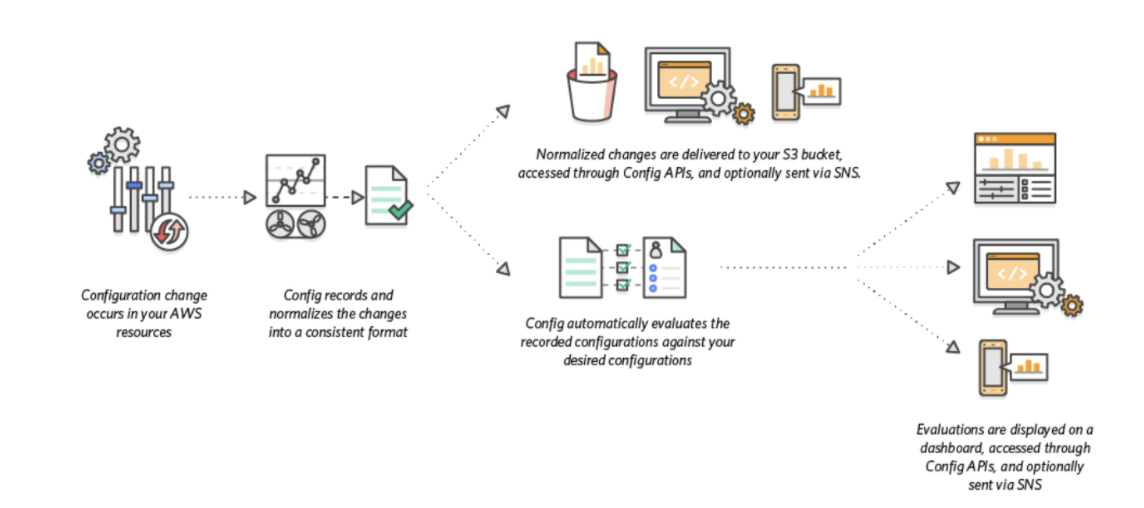 Configuration change
occurs in your AWS
resources
Config records and
normalizes the changes
into a consistent format
</>
Normalized changes are delivered to your S3 bucket,
accessed through Config APIs, and optionally sent via SNS.
Config automatically evaluates the
recorded configurations against your
desired configurations
</>
Evaluations are displayed on a
dashboard, accessed through
Config APIs, and optionally
sent via SNS